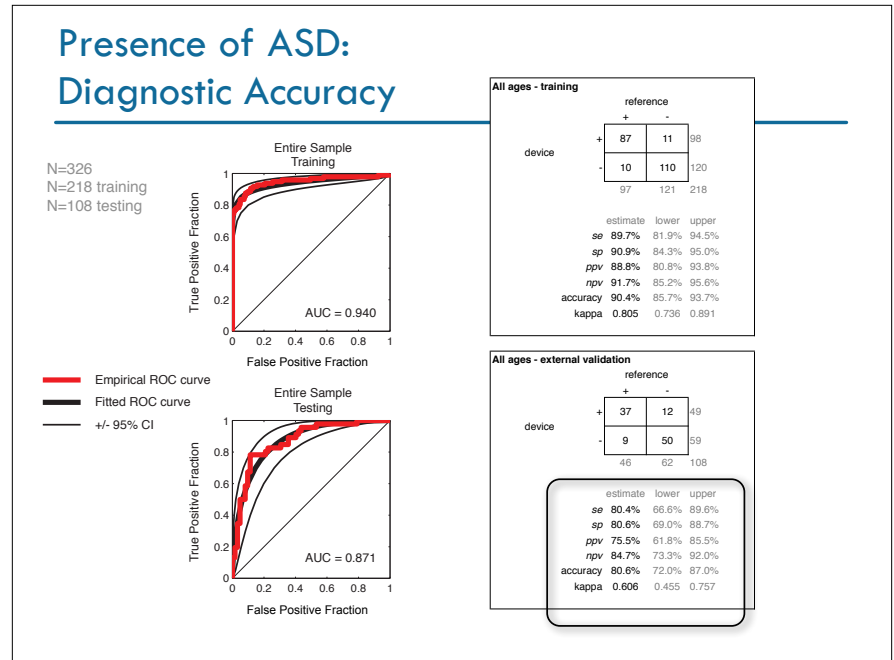 Presence of ASD:
Diagnostic Accuracy
N=326
N=218 training
N=108 testing
Entire Sample
Training
True Positive Fraction
1
0.8
0.6
0.4
0.2
0
AUC = 0.940
0 0.2 0.4 0.6 0.8 1
False Positive Fraction
Empirical ROC curve
Fitted ROC curve
+/- 95% CI
Entire Sample
Testing
True Positive Fraction
1
0.8
0.6
0.4
0.2
0
AUC = 0.871
0 0.2 0.4 0.6 0.8 1
False Positive Fraction
All ages - training
reference
+ -
device
+ 87 11 98
- 10 110 120
97 121 218
estimate lower upper
se 89.7% 81.9% 94.5%
sp 90.9% 84.3% 95.0%
ppv 88.8% 80.8% 93.8%
npv 91.7% 85.2% 95.6%
accuracy 90.4% 85.7% 93.7%
kappa 0.805 0.736 0.891
All ages - external validation
reference
+ -
device
+ 37 12 49
- 9 50 59
46 62 108
estimate lower upper
se 80.4% 66.6% 89.6%
sp 80.6% 69.0% 88.7%
ppv 75.5% 61.8% 85.5%
npv 84.7% 73.3% 92.0%
accuracy 80.6% 72.0% 87.0%
kappa 0.606 0.455 0.757